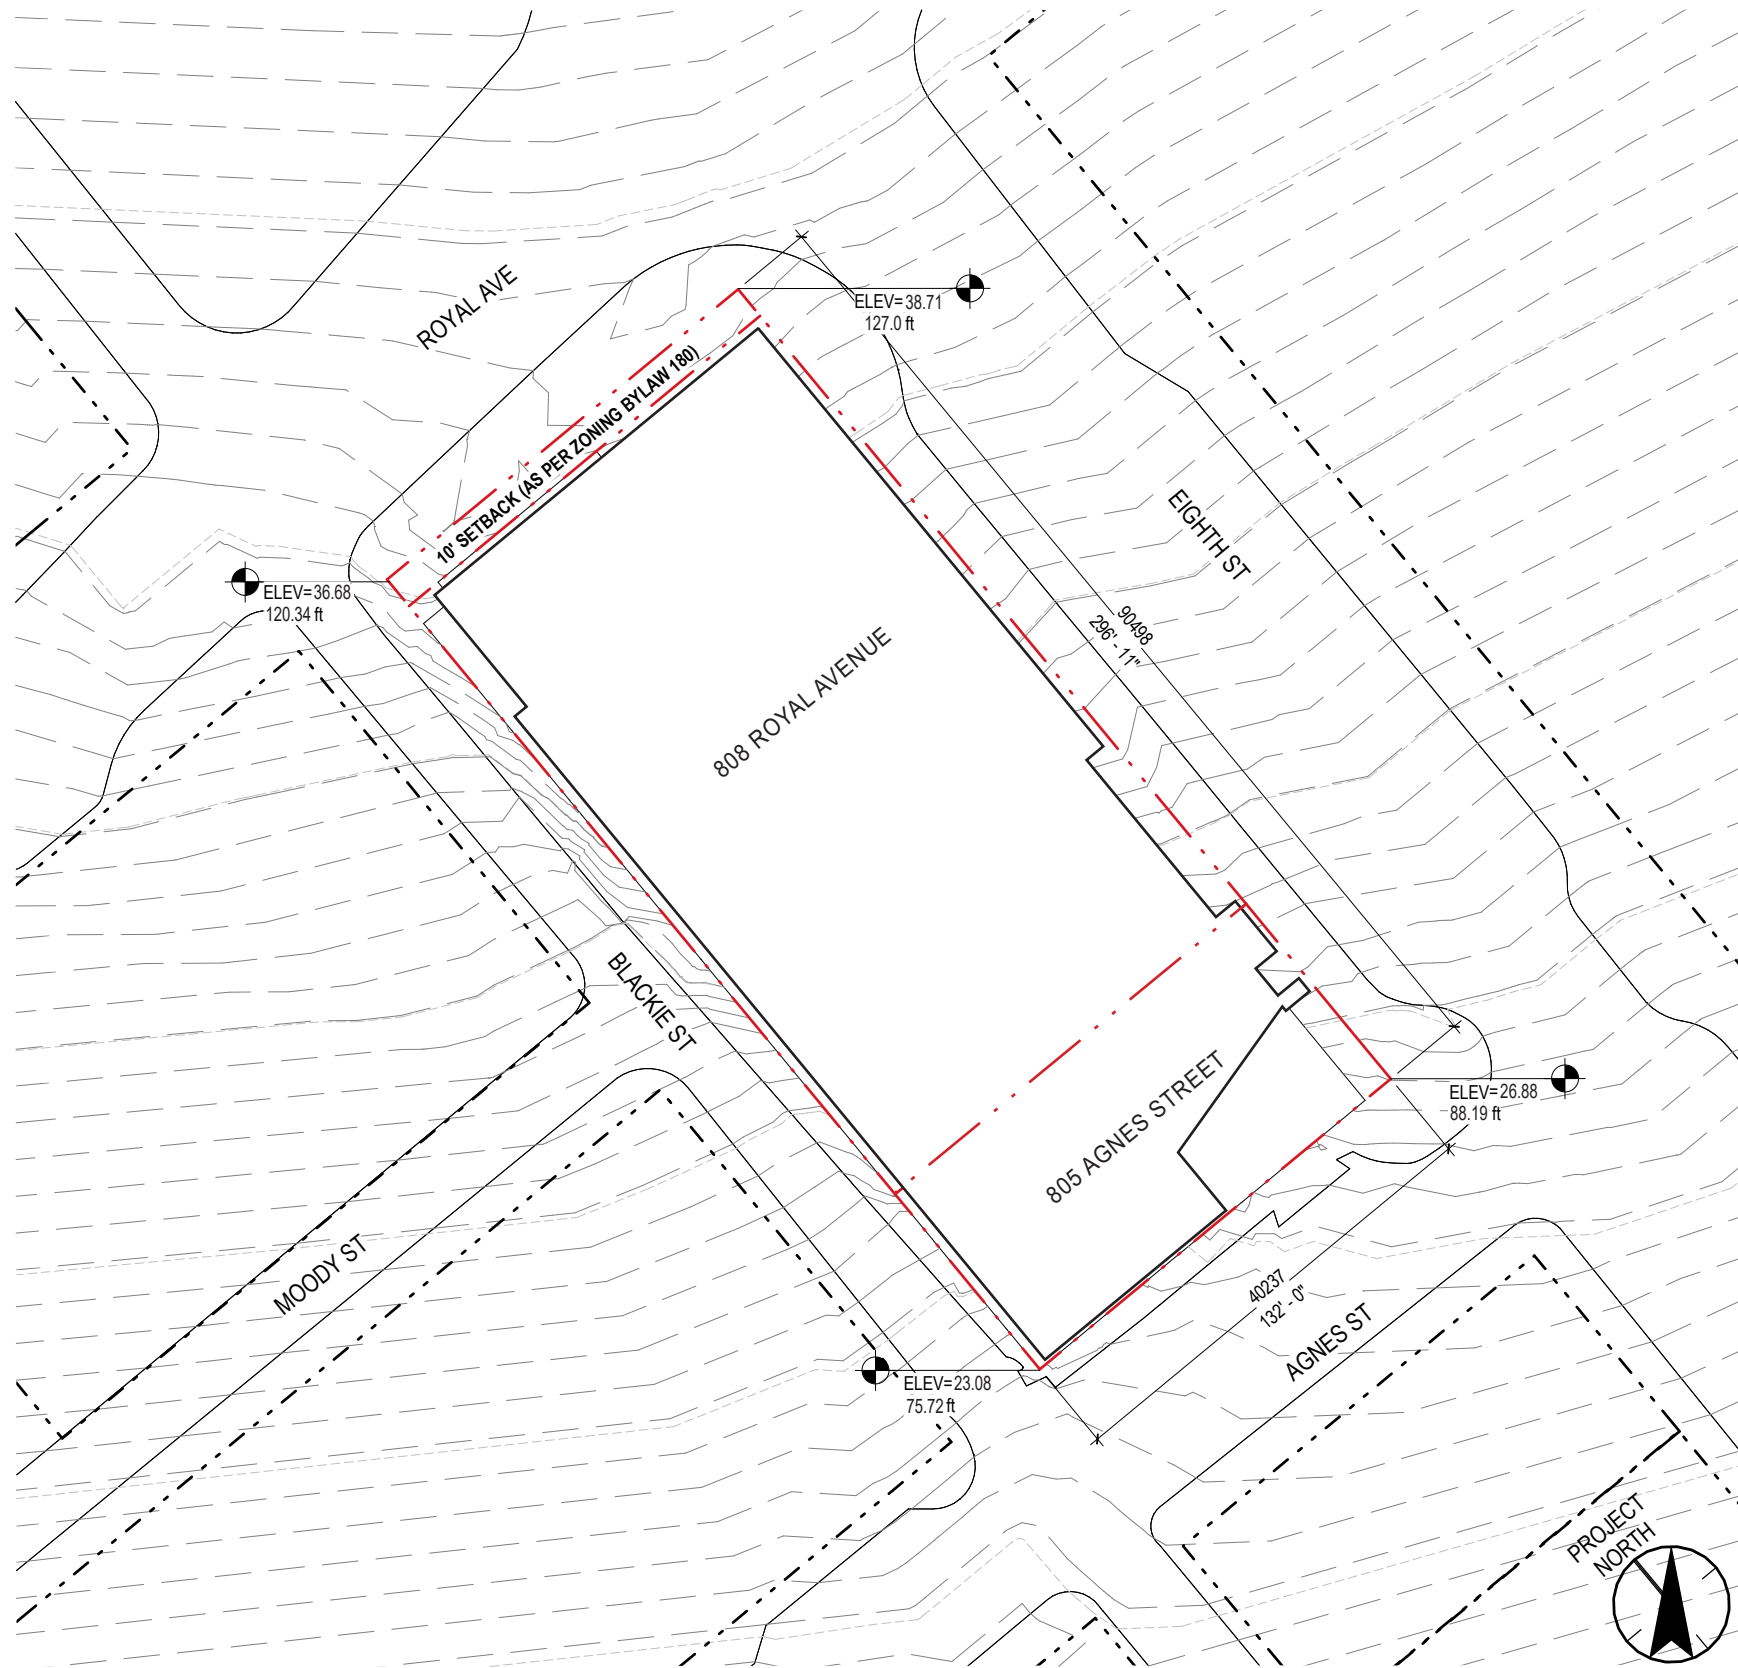 ROYAL AVE
ELEV=38.71
127.0 ft
10' SETBACK (AS PER ZONING BYLAW 180)
EIGHTH ST
ELEV=36.68
120.34 ft
90498
296' - 11"
808 ROYAL AVENUE
BLACKIE ST
805 AGNES STREET
ELEV=26.88
88.19 ft
MOODY ST
40237
132' - 0"
AGNES ST
ELEV=23.08
75.72 ft
PROJECT
NORTH